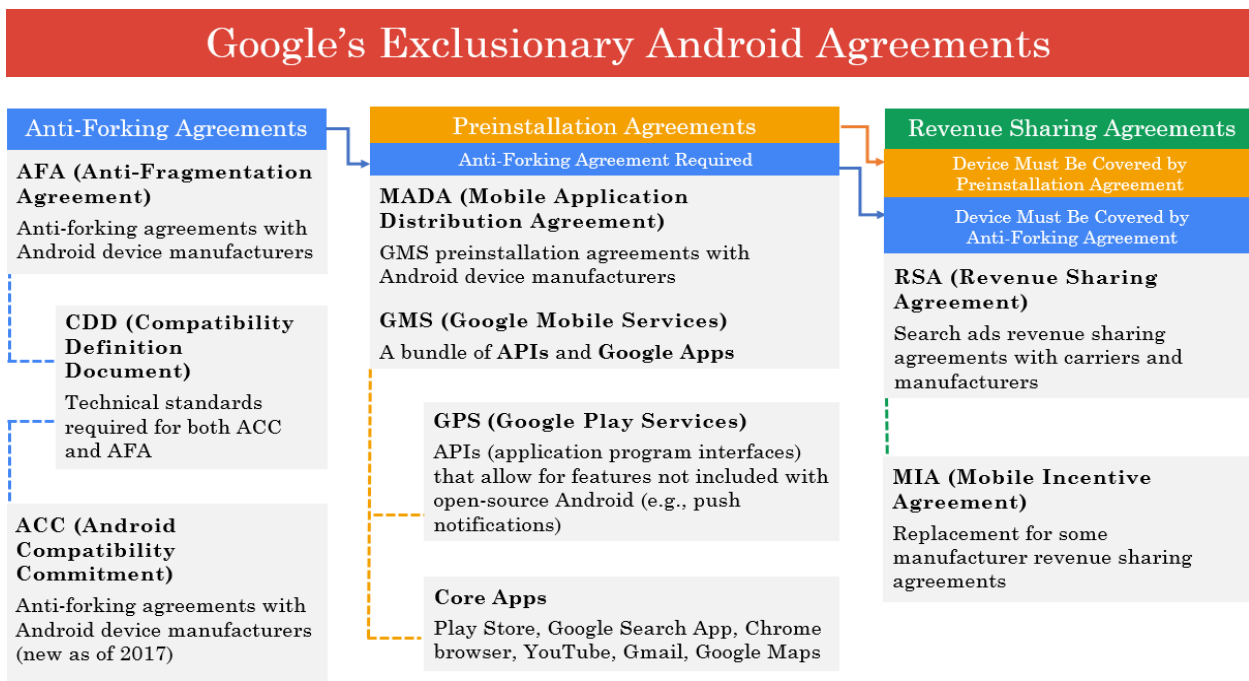 Google's Exclusionary Android Agreements
Anti-Forking Agreements
AFA (Anti-Fragmentation
Agreement)
Anti-forking agreements with
Android device manufacturers
CDD (Compatibility
Definition
Document)
Technical standards
required for both ACC
and AFA
ACC (Android
Compatibility
Commitment)
Anti-forking agreements with
Android device manufacturers
(new as of 2017)
Preinstallation Agreements
Anti-Forking Agreement Required
MADA (Mobile Application
Distribution Agreement)
GMS preinstallation agreements with
Android device manufacturers
GMS (Google Mobile Services)
A bundle of APIs and Google Apps
GPS (Google Play Services)
APIs (application program interfaces)
that allow for features not included with
open-source Android (e.g., push
notifications)
Core Apps
Play Store, Google Search App, Chrome
browser, YouTube, Gmail, Google Maps
Revenue Sharing Agreements
Device Must Be Covered by
Preinstallation Agreement
Device Must Be Covered by
Anti-Forking Agreement
RSA (Revenue Sharing
Agreement)
Search ads revenue sharing
agreements with carriers and
manufacturers
MIA (Mobile Incentive
Agreement)
Replacement for some
manufacturer revenue sharing
agreements